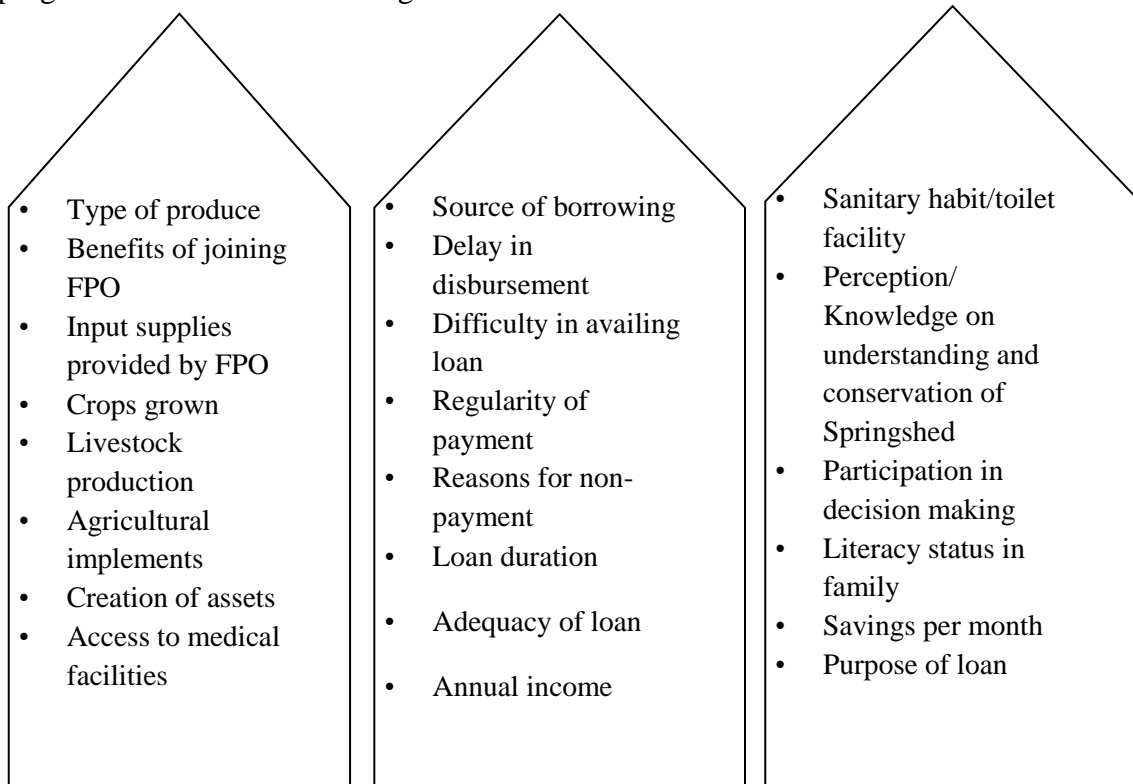 • Type of produce
• Benefits of joining
FPO
• Input supplies
provided by FPO
• Crops grown
• Livestock
production
• Agricultural
implements
• Creation of assets
• Access to medical
facilities
• Source of borrowing
• Delay in
disbursement
• Difficulty in availing
loan
• Regularity of
payment
• Reasons for non-
payment
• Loan duration
• Adequacy of loan
• Annual income
• Sanitary habit/toilet
facility
• Perception/
Knowledge on
understanding and
conservation of
Springshed
• Participation in
decision making
• Literacy status in
family
• Savings per month
• Purpose of loan